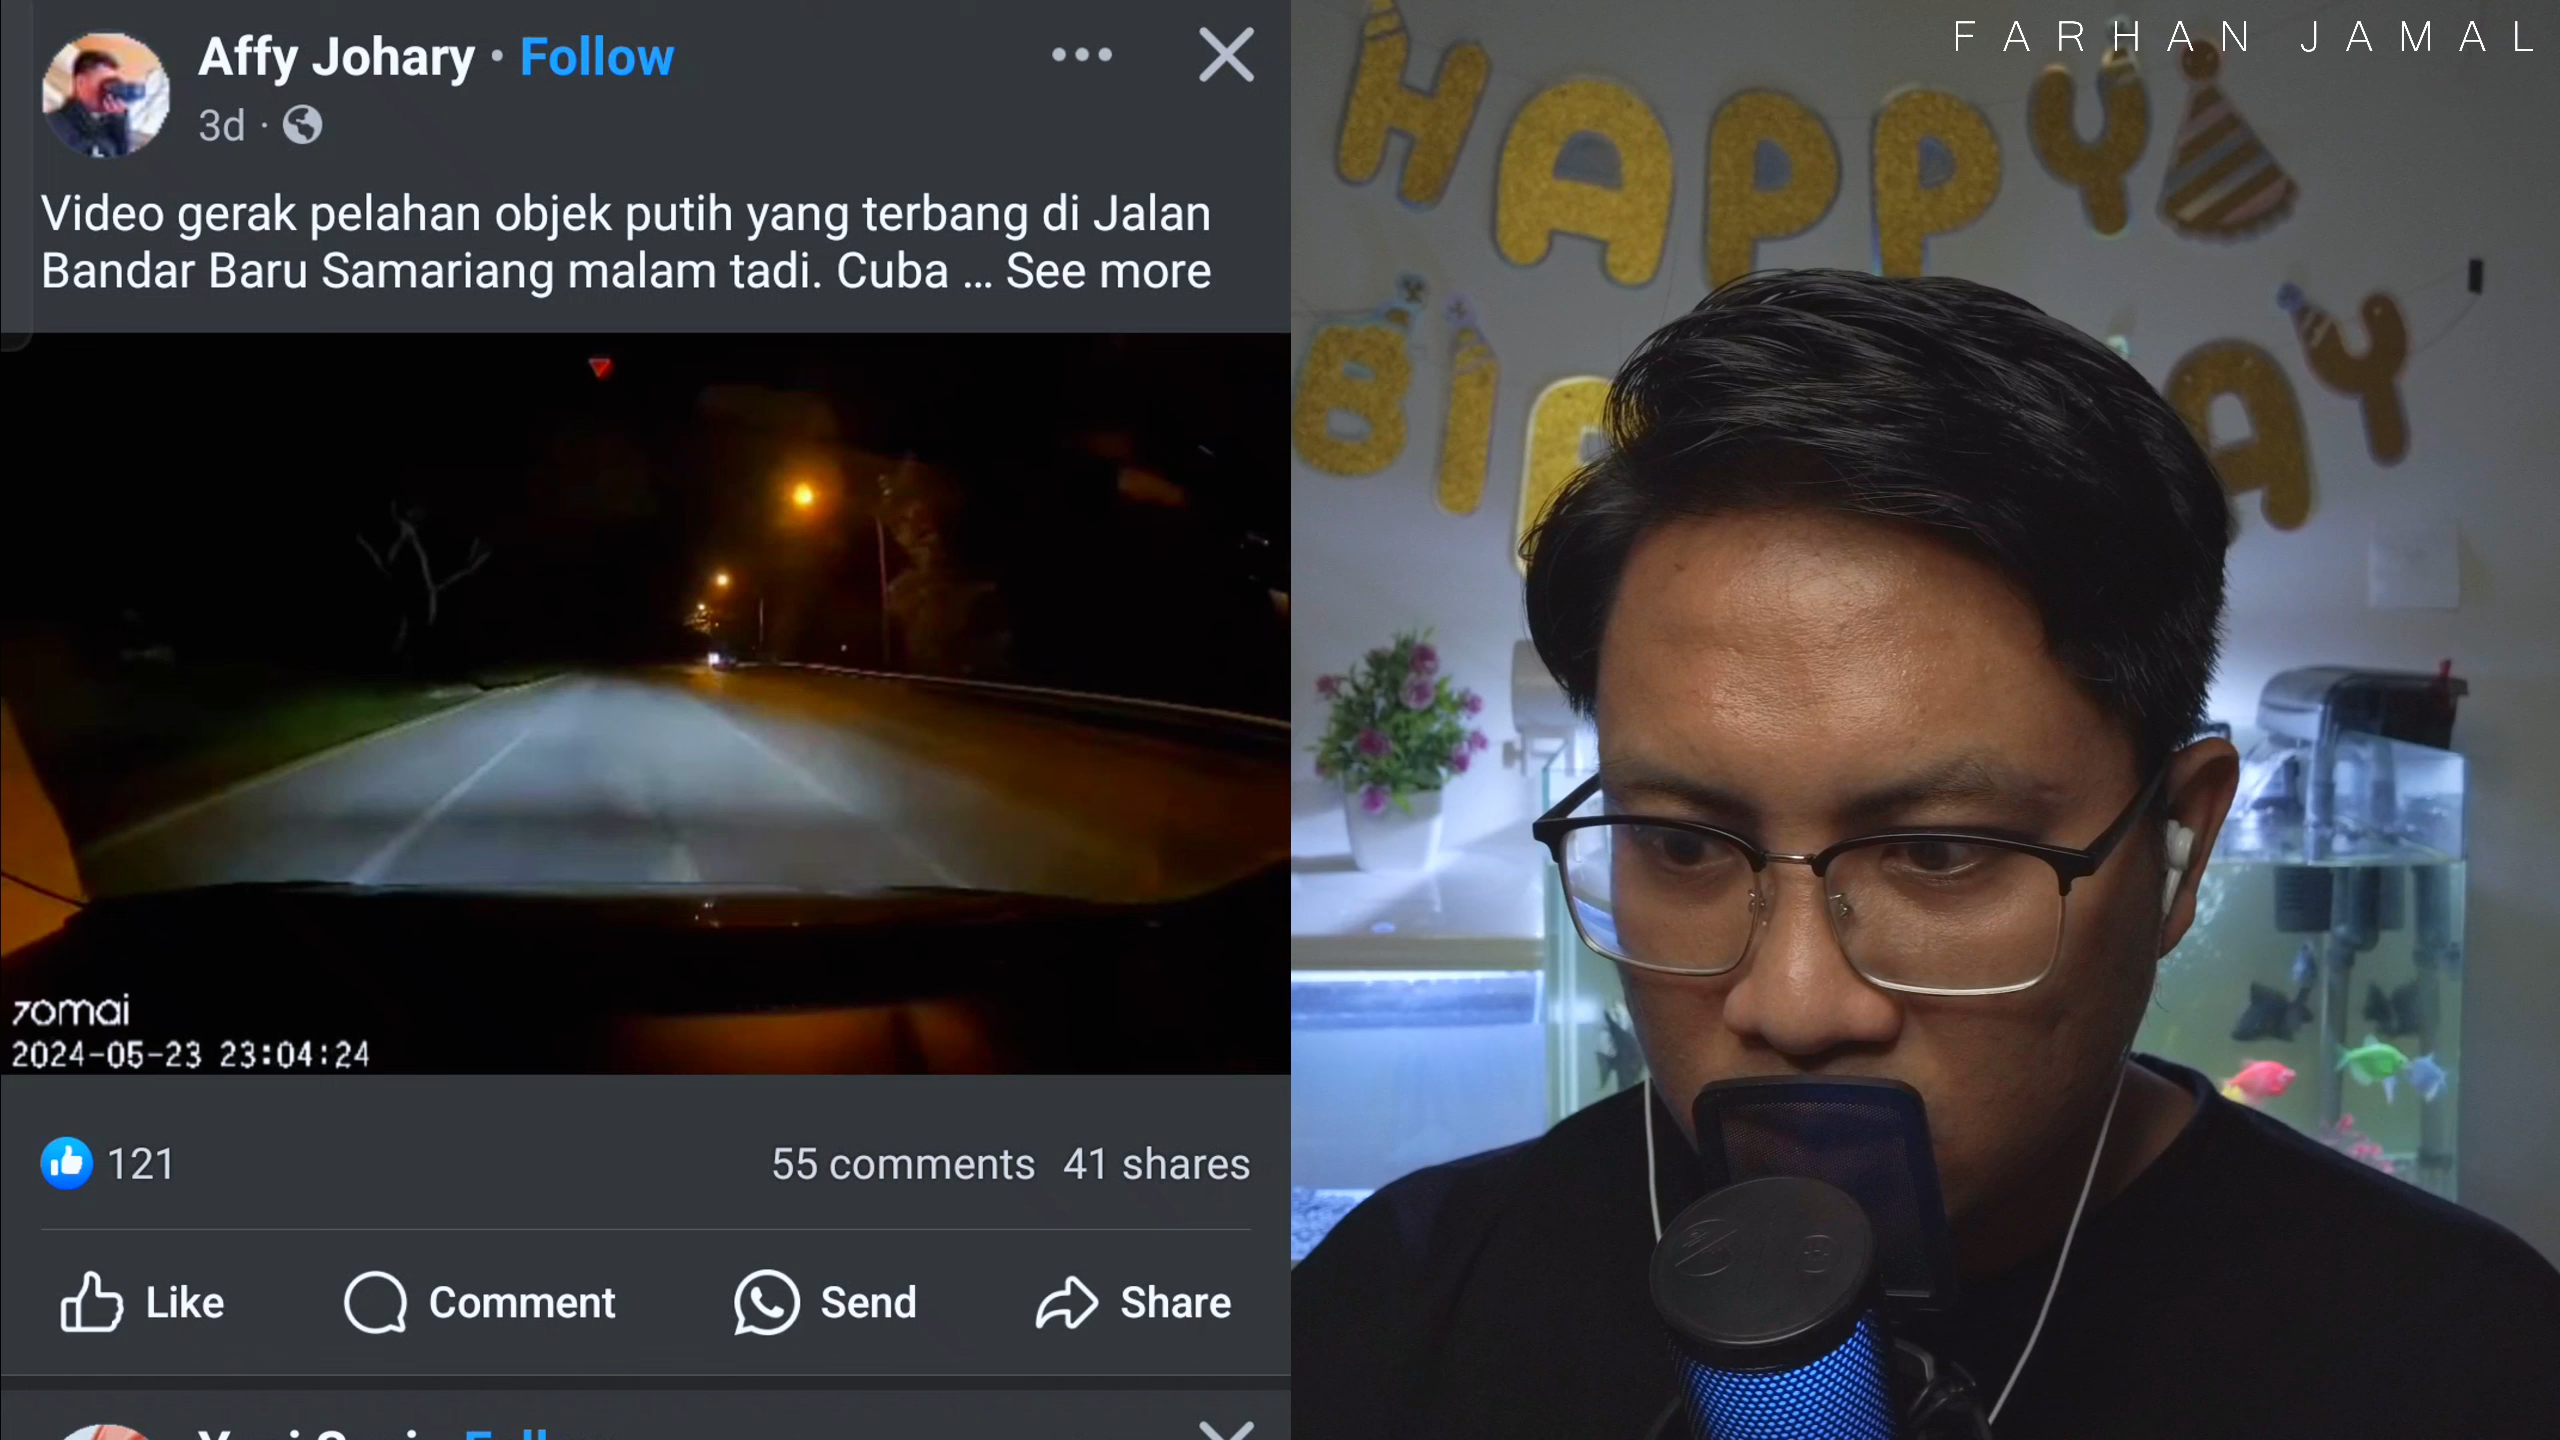 Affy Johary · Follow
3d ·
Video gerak pelahan objek putih yang terbang di Jalan
Bandar Baru Samariang malam tadi. Cuba ... See more
70mai
2024-05-23 23:04:24
121
55 comments 41 shares
Like Comment Send Share
FARHAN JAMAL
HAPPY